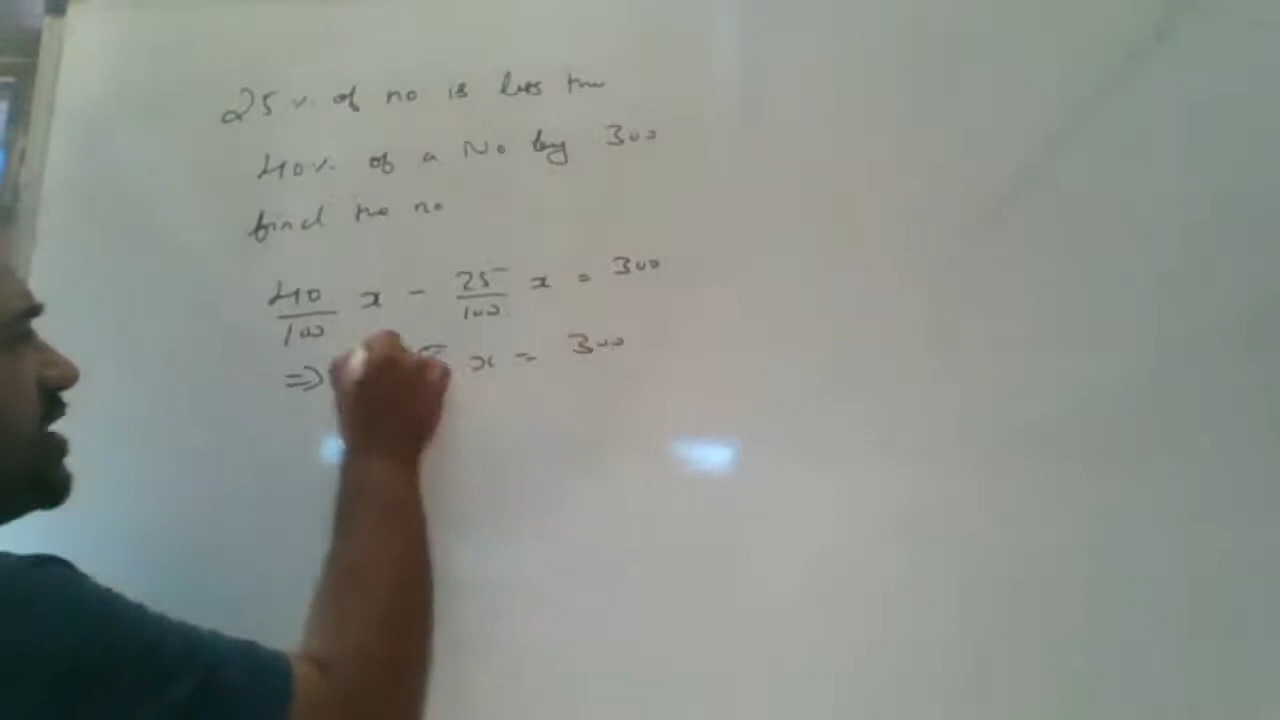 25 % of no is less than
40% of a No by 300
find the no
40/100 x - 25/100 x = 300
⇒ x = 300